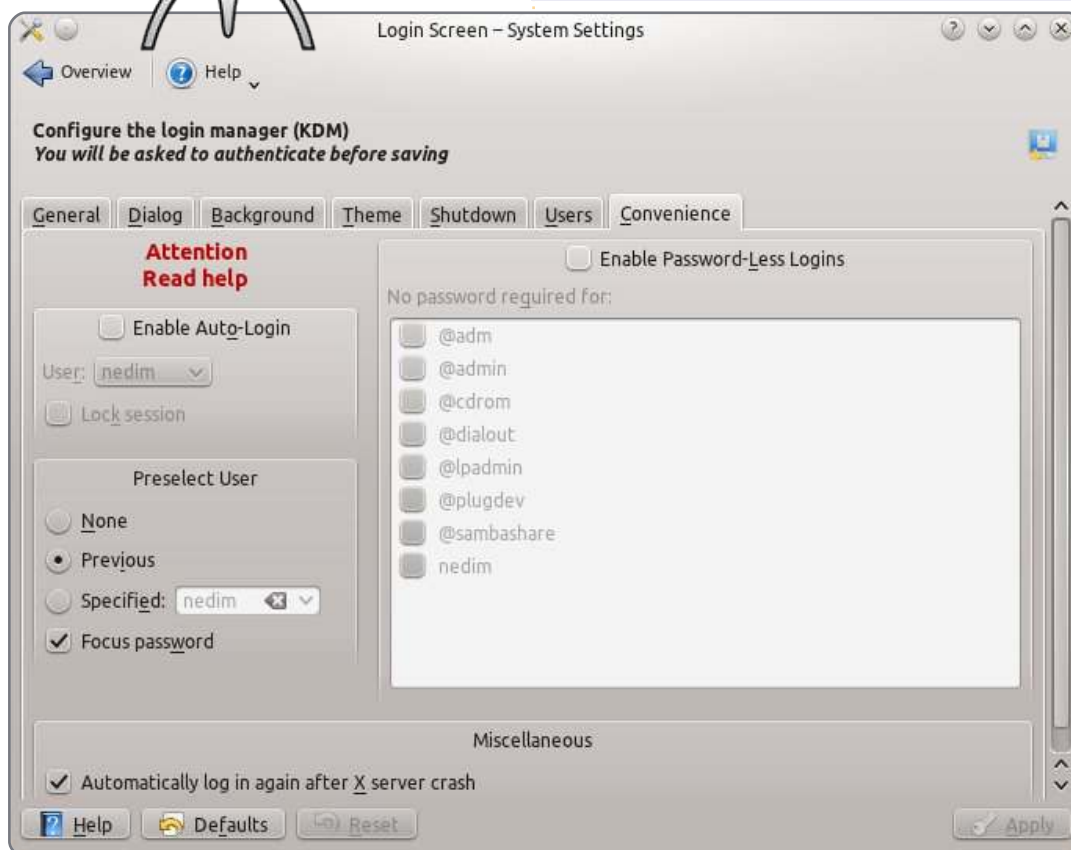 Login Screen – System Settings
Overview
Help
Configure the login manager (KDM)
You will be asked to authenticate before saving
General Dialog Background Theme Shutdown Users Convenience
Attention
Read help
Enable Auto-Login
User: nedim
Lock session
Preselect User
None
Previous
Specified: nedim
Focus password
Enable Password-Less Logins
No password required for:
@adm
@admin
@cdrom
@dialout
@lpadmin
@plugdev
@sambashare
nedim
Miscellaneous
Automatically log in again after X server crash
Help Defaults Reset Apply